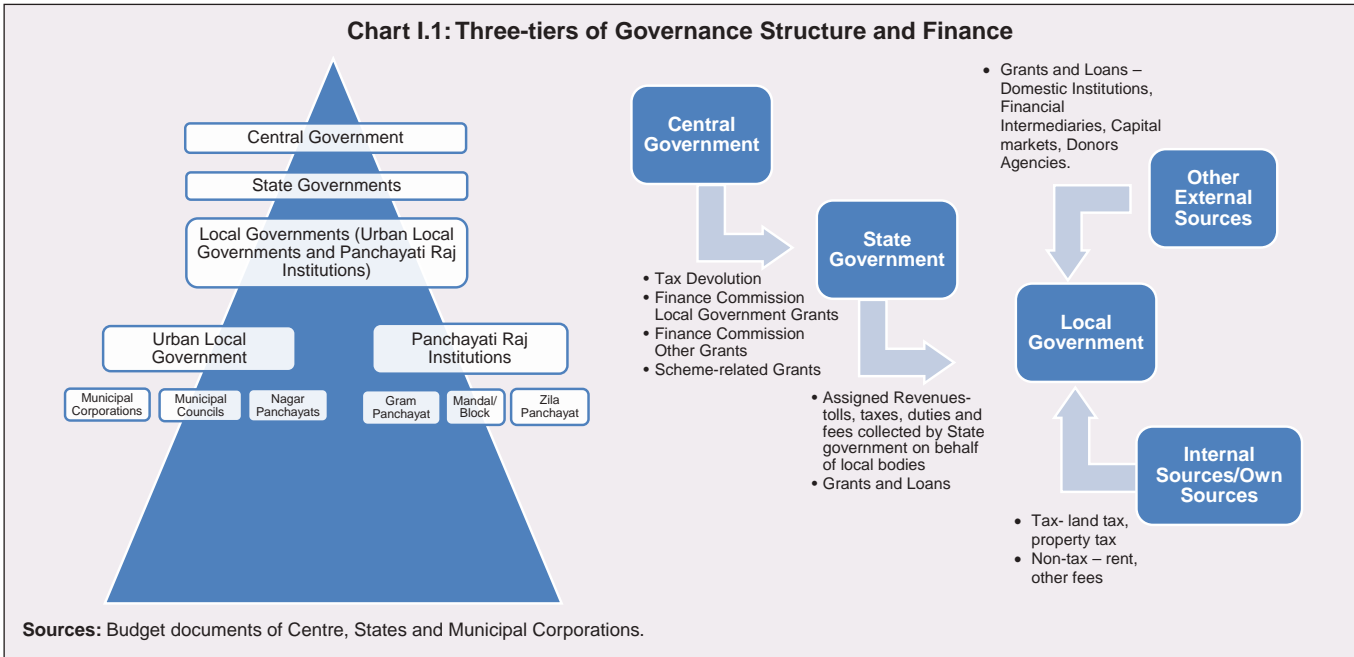 Chart I.1: Three-tiers of Governance Structure and Finance
Central Government
State Governments
Local Governments (Urban Local
Governments and Panchayati Raj
Institutions)
Urban Local
Government
Panchayati Raj
Institutions
Municipal
Corporations
Municipal
Councils
Nagar
Panchayats
Gram
Panchayat
Mandal/
Block
Zila
Panchayat
Central
Government
• Tax Devolution
• Finance Commission
Local Government Grants
• Finance Commission
Other Grants
• Scheme-related Grants
State
Government
• Assigned Revenues-
tolls, taxes, duties and
fees collected by State
government on behalf
of local bodies
• Grants and Loans
• Grants and Loans –
Domestic Institutions,
Financial
Intermediaries, Capital
markets, Donors
Agencies.
Other
External
Sources
Local
Government
Internal
Sources/Own
Sources
• Tax- land tax,
property tax
• Non-tax – rent,
other fees
Sources: Budget documents of Centre, States and Municipal Corporations.